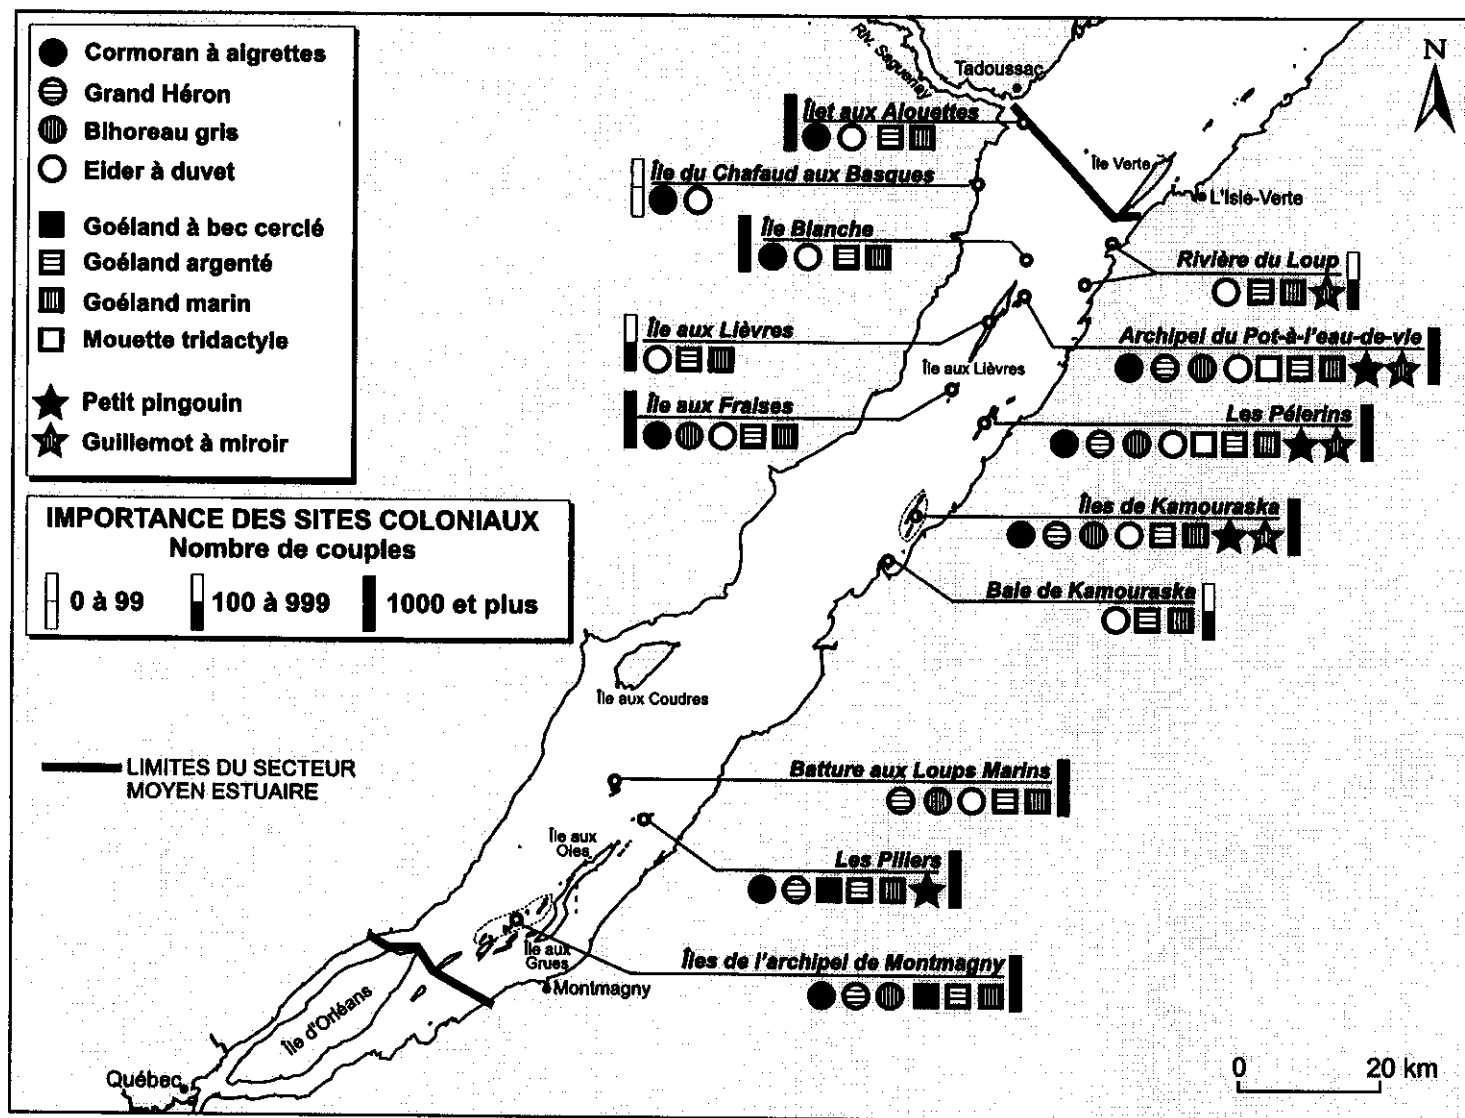 Cormoran à aigrettes
Grand Héron
Bihoreau gris
Eider à duvet
Goéland à bec cerclé
Goéland argenté
Goéland marin
Mouette tridactyle
Petit pingouin
Guillemot à miroir
IMPORTANCE DES SITES COLONIAUX
Nombre de couples
0 à 99
100 à 999
1000 et plus
LIMITES DU SECTEUR
MOYEN ESTUAIRE
Riv. Saguenay
Tadoussac
N
Îlet aux Alouettes
Île du Chafaud aux Basques
Île Verte
L'Isle-Verte
Île Blanche
Rivière du Loup
Île aux Lièvres
Archipel du Pot-à-l'eau-de-vie
Île aux Lièvres
Île aux Fraises
Les Pélerins
Îles de Kamouraska
Baie de Kamouraska
Île aux Coudres
Batture aux Loups Marins
Île aux
Oies
Les Piliers
Île aux
Grues
Îles de l'archipel de Montmagny
Montmagny
Île d'Orléans
Québec
0
20 km